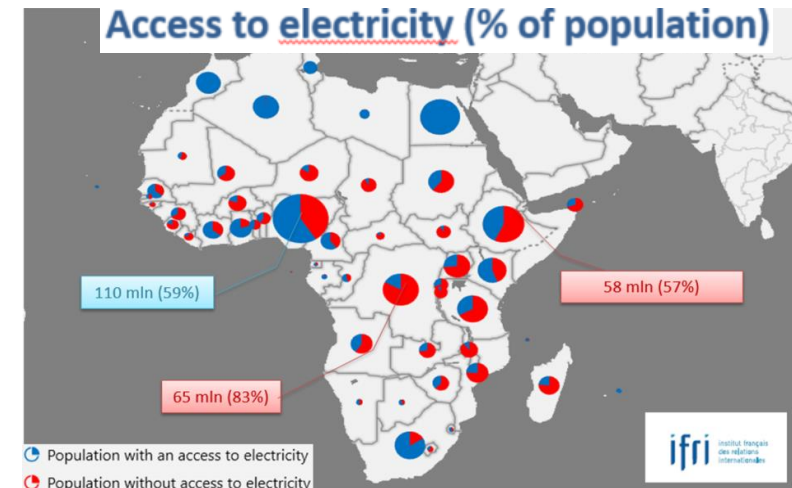 Access to electricity (% of population)
110 mln (59%)
58 mln (57%)
65 mln (83%)
Population with an access to electricity
Population without access to electricity
ifri
institut français
des relations
internationales